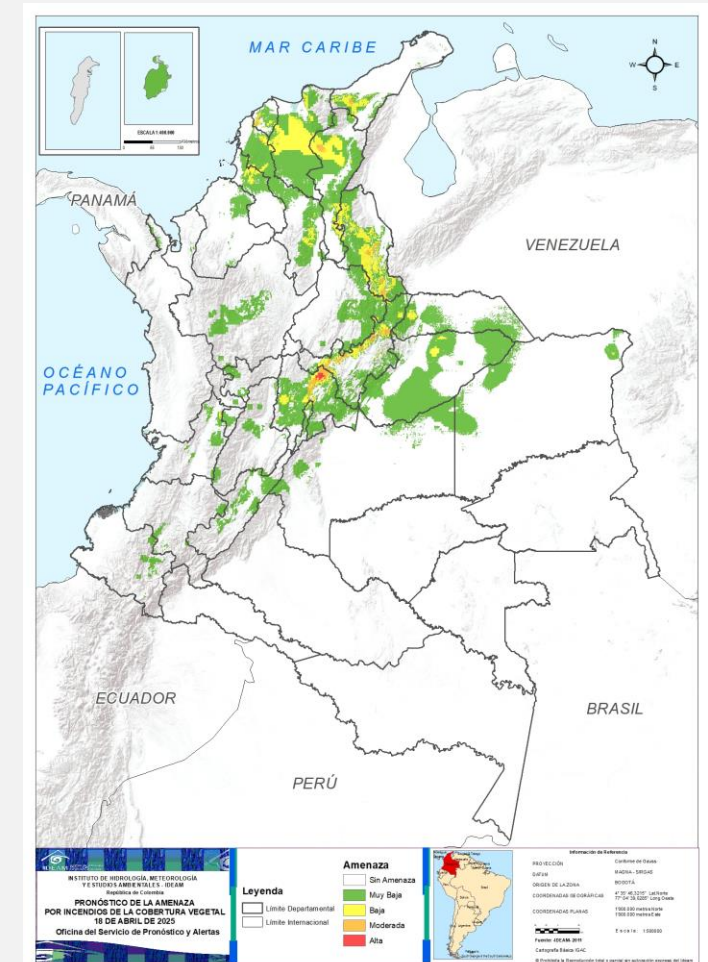 MAR CARIBE
N
W
E
S
PANAMÁ
VENEZUELA
OCÉANO
PACÍFICO
ECUADOR
BRASIL
PERÚ
INSTITUTO DE HIDROLOGÍA, METEOROLOGÍA
Y ESTUDIOS AMBIENTALES - IDEAM
República de Colombia
PRONÓSTICO DE LA AMENAZA
POR INCENDIOS DE LA COBERTURA VEGETAL
18 DE ABRIL DE 2025
Oficina del Servicio de Pronóstico y Alertas
Leyenda
Límite Departamental
Límite Internacional
Amenaza
Sin Amenaza
Muy Baja
Baja
Moderada
Alta
Información de Referencia
PROYECCIÓN
Conforme de Gauss
DATUM
MAGNA - SIRGAS
ORIGEN DE LA ZONA
BOGOTÁ
COORDENADAS GEOGRÁFICAS
COORDENADAS PLANAS
Cartografía Básica IGAC